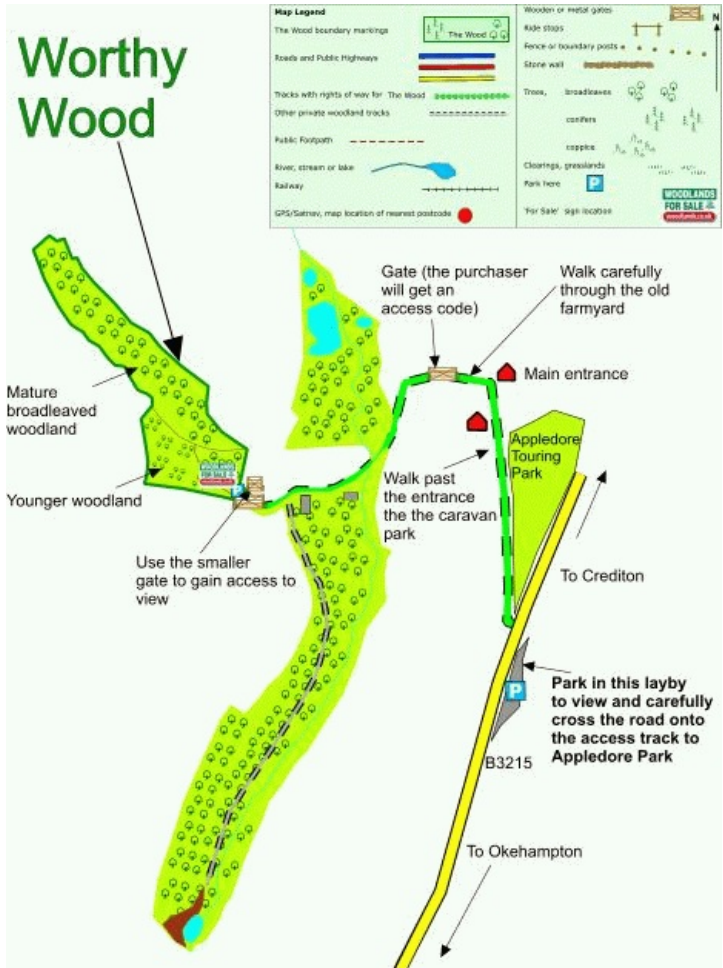 Worthy
Wood
Map Legend
The Wood boundary markings
The Wood
Roads and Public Highways
Tracks with rights of way for The Wood
Other private woodland tracks
Public Footpath
River, stream or lake
Railway
GPS/Satnav, map location of nearest postcode
Wooden or metal gates
Ride stops
Fence or boundary posts
Stone wall
Trees, broadleaves
conifers
coppice
Clearings, grasslands
Park here
P
'For Sale' sign location
WOODLANDS
FOR SALE
woodlands.co.uk
N
Gate (the purchaser
will get an
access code)
Walk carefully
through the old
farmyard
Main entrance
Mature
broadleaved
woodland
Younger woodland
WOODLANDS
FOR SALE
Appledore
Touring
Park
Walk past
the entrance
the the caravan
park
Use the smaller
gate to gain access to
view
To Crediton
P
Park in this layby
to view and carefully
cross the road onto
the access track to
Appledore Park
B3215
To Okehampton